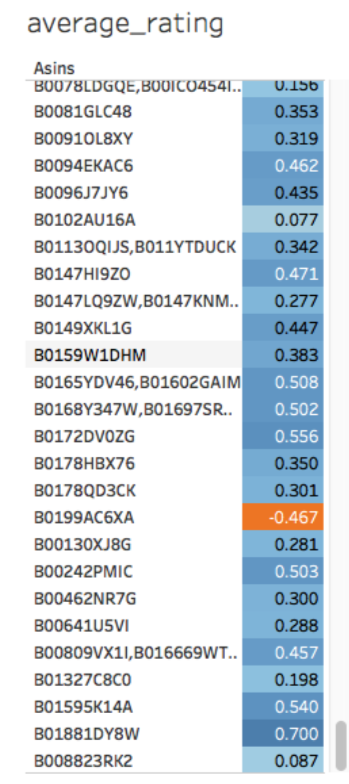 average_rating
Asins
B0078LDGQE,B00ICO454I.. 0.156
B0081GLC48 0.353
B0091OL8XY 0.319
B0094EKAC6 0.462
B0096J7JY6 0.435
B0102AU16A 0.077
B0113OQIJS,B011YTDUCK 0.342
B0147HI9ZO 0.471
B0147LQ9ZW,B0147KNM.. 0.277
B0149XKL1G 0.447
B0159W1DHM 0.383
B0165YDV46,B01602GAIM 0.508
B0168Y347W,B01697SR.. 0.502
B0172DV0ZG 0.556
B0178HBX76 0.350
B0178QD3CK 0.301
B0199AC6XA -0.467
B00130XJ8G 0.281
B00242PMIC 0.503
B00462NR7G 0.300
B00641U5VI 0.288
B00809VX1I,B016669WT.. 0.457
B01327C8C0 0.198
B01595K14A 0.540
B01881DY8W 0.700
B008823RK2 0.087